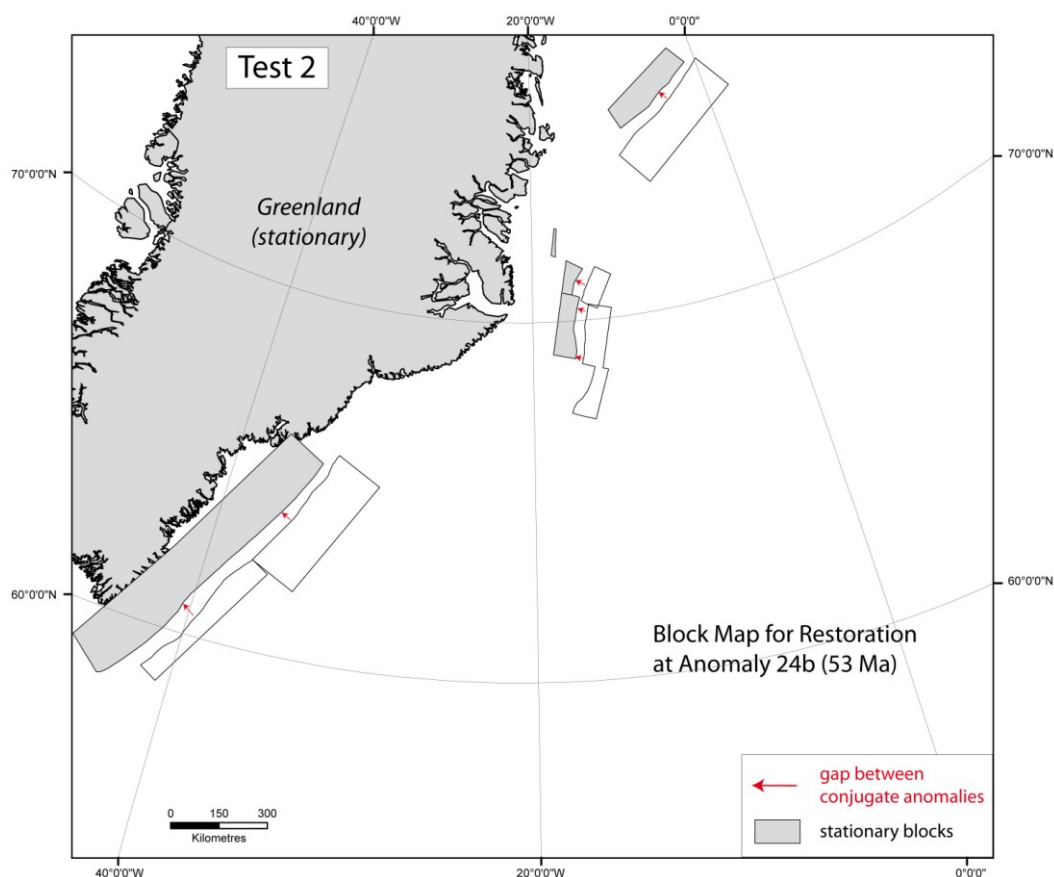 40°0'0"W
20°0'0"W
0°0'0"
Test 2
70°0'0"N
70°0'0"N
Greenland
(stationary)
60°0'0"N
60°0'0"N
Block Map for Restoration
at Anomaly 24b (53 Ma)
gap between
conjugate anomalies
stationary blocks
0 150 300
Kilometres
40°0'0"W
20°0'0"W
0°0'0"